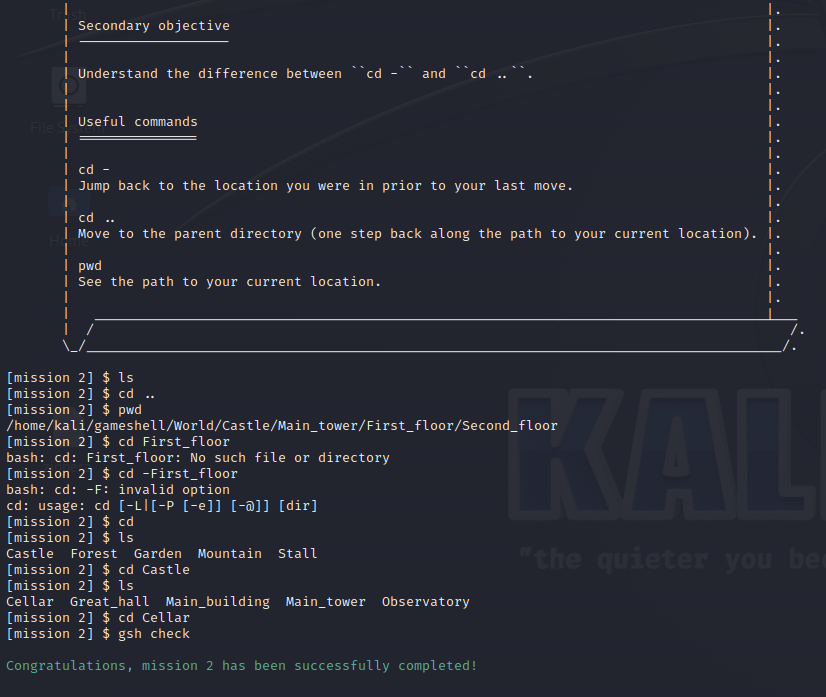 Trash
Secondary objective
Understand the difference between ``cd -`` and ``cd ..``.
Useful commands
File System
cd -
Jump back to the location you were in prior to your last move.
cd ..
Home
Move to the parent directory (one step back along the path to your current location).
pwd
See the path to your current location.
[mission 2] $ ls
[mission 2] $ cd ..
[mission 2] $ pwd
/home/kali/gameshell/World/Castle/Main_tower/First_floor/Second_floor
[mission 2] $ cd First_floor
bash: cd: First_floor: No such file or directory
[mission 2] $ cd -First_floor
bash: cd: -F: invalid option
cd: usage: cd [-L|[-P [-e]] [-@]] [dir]
[mission 2] $ cd
[mission 2] $ ls
Castle  Forest  Garden  Mountain  Stall
[mission 2] $ cd Castle
[mission 2] $ ls
Cellar  Great_hall  Main_building  Main_tower  Observatory
[mission 2] $ cd Cellar
[mission 2] $ gsh check
Congratulations, mission 2 has been successfully completed!
KALI
"the quieter you bec